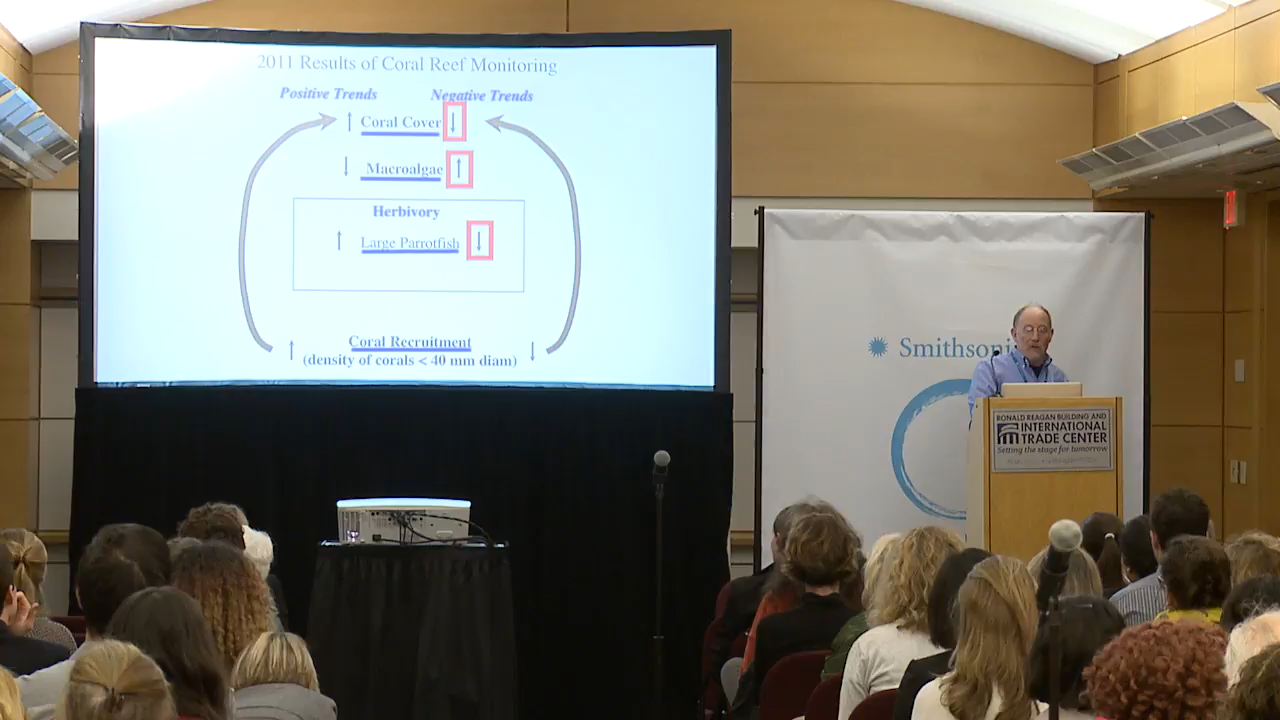 2011 Results of Coral Reef Monitoring
Positive Trends Negative Trends
↑ Coral Cover ↓
↓ Macroalgae ↑
Herbivory
↑ Large Parrotfish ↓
↑ Coral Recruitment ↓
(density of corals < 40 mm diam)
Smithsoni
RONALD REAGAN BUILDING AND
INTERNATIONAL
TRADE CENTER
Setting the stage for tomorrow